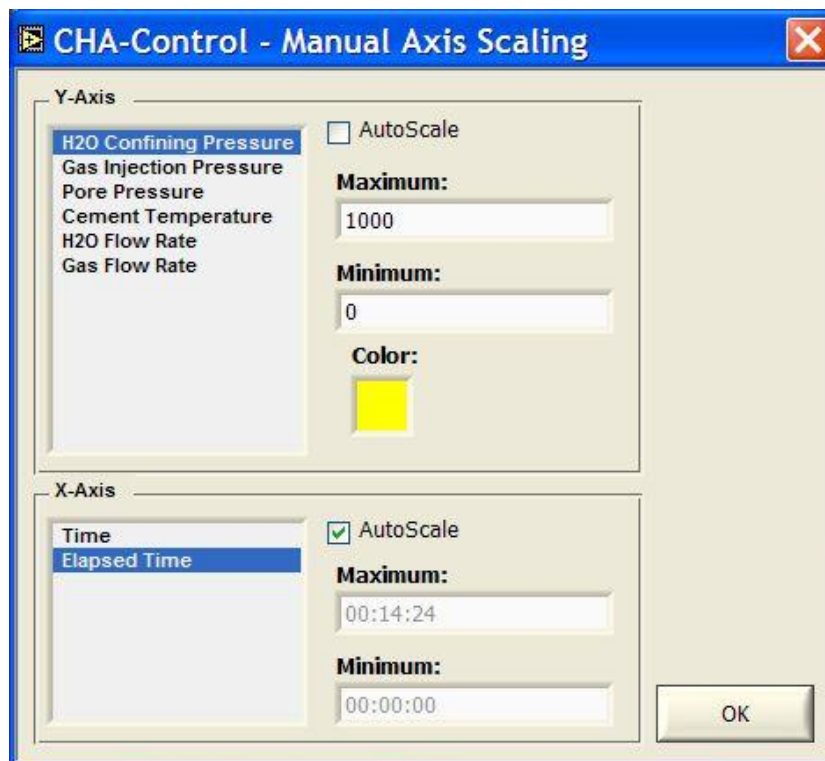 CHA-Control - Manual Axis Scaling
Y-Axis
H2O Confining Pressure
Gas Injection Pressure
Pore Pressure
Cement Temperature
H2O Flow Rate
Gas Flow Rate
AutoScale
Maximum:
1000
Minimum:
0
Color:
X-Axis
Time
Elapsed Time
AutoScale
Maximum:
00:14:24
Minimum:
00:00:00
OK